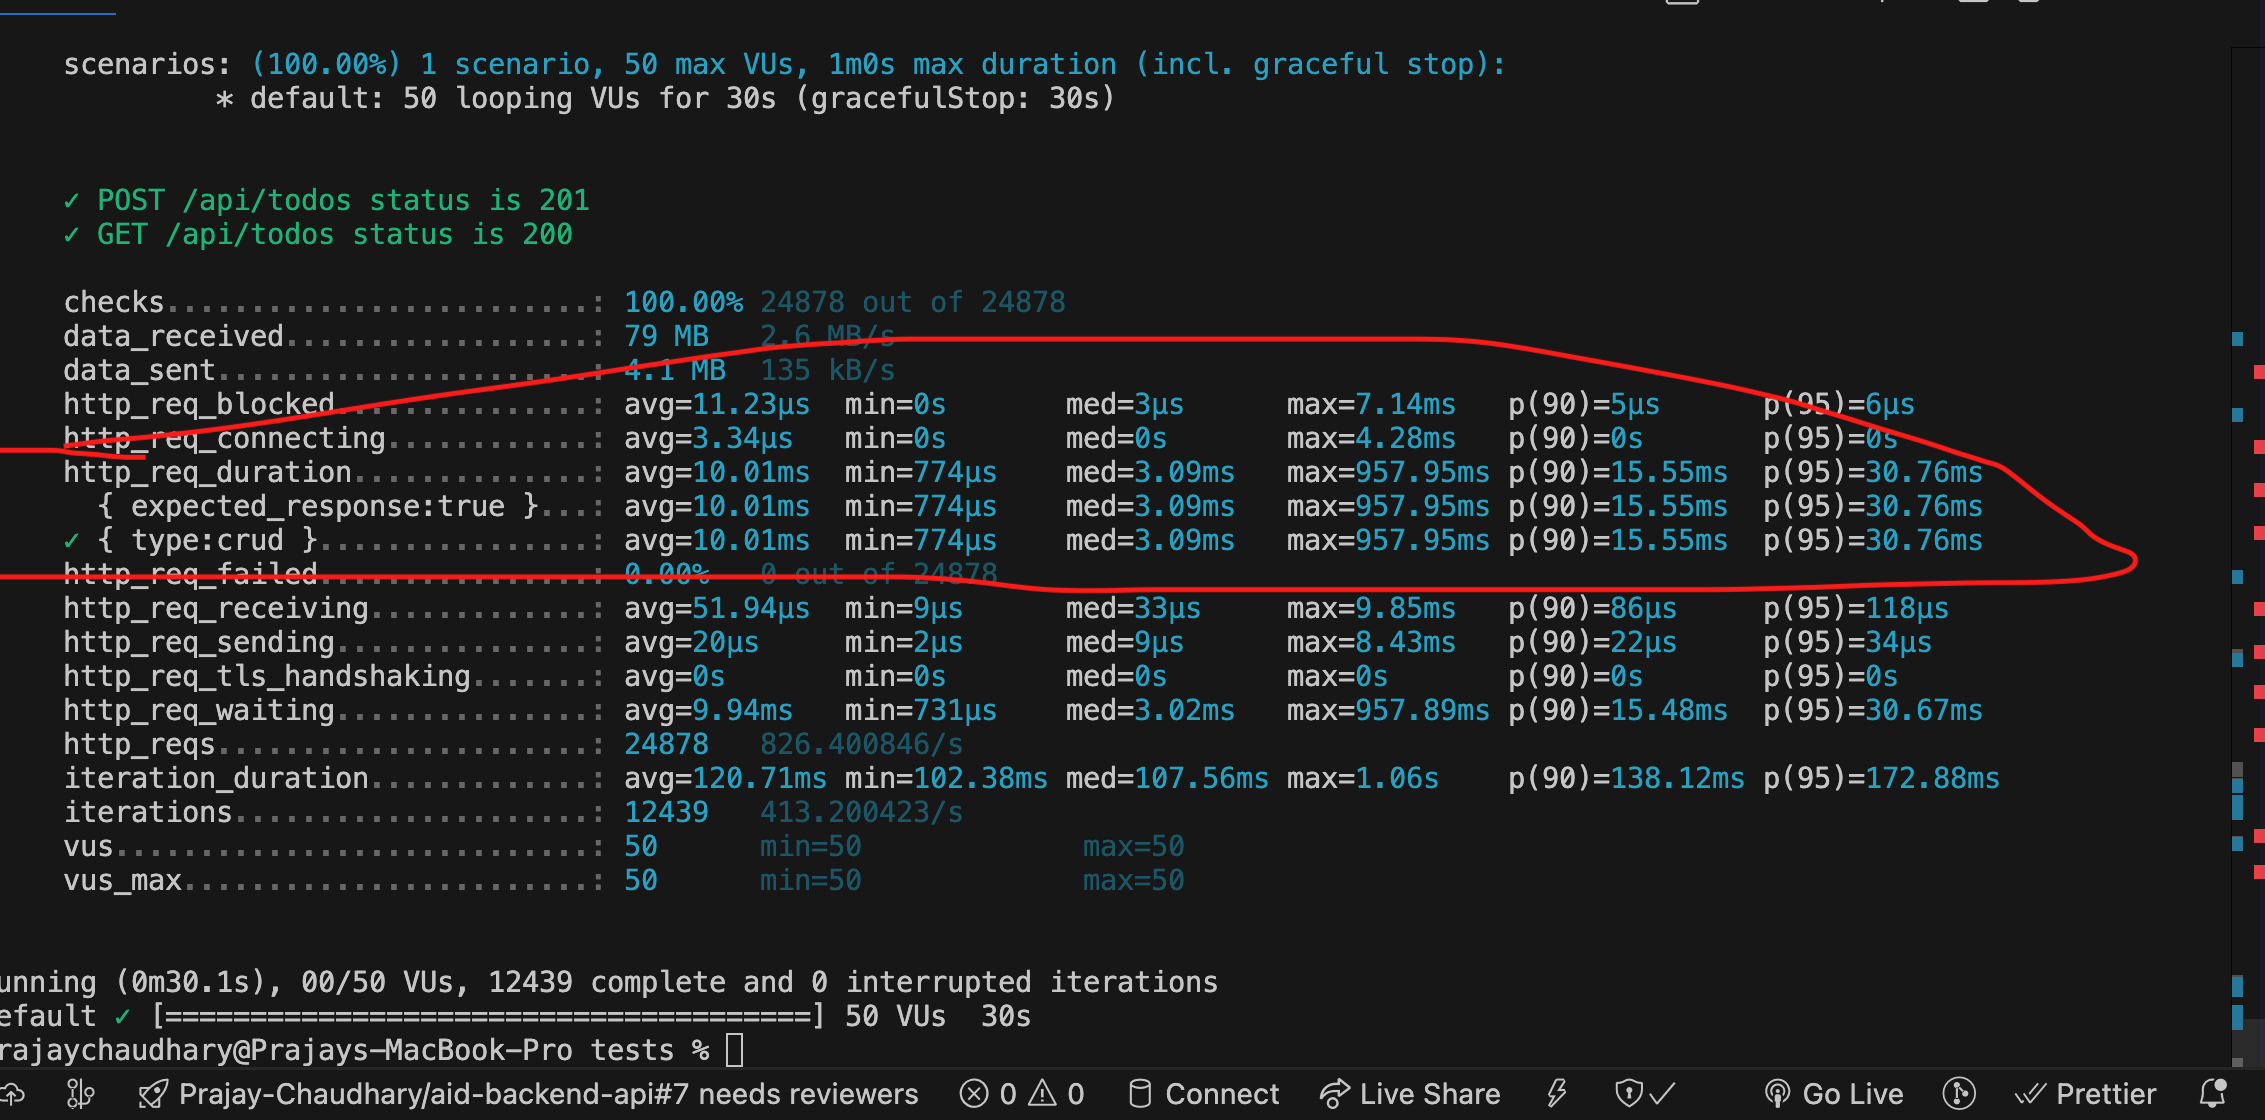 scenarios: (100.00%) 1 scenario, 50 max VUs, 1m0s max duration (incl. graceful stop):
* default: 50 looping VUs for 30s (gracefulStop: 30s)
✓ POST /api/todos status is 201
✓ GET /api/todos status is 200
checks.........................: 100.00% 24878 out of 24878
data_received..................: 79 MB 2.6 MB/s
data_sent......................: 4.1 MB 135 kB/s
http_req_blocked...............: avg=11.23µs min=0s med=3µs max=7.14ms p(90)=5µs p(95)=6µs
http_req_connecting............: avg=3.34µs min=0s med=0s max=4.28ms p(90)=0s p(95)=0s
http_req_duration..............: avg=10.01ms min=774µs med=3.09ms max=957.95ms p(90)=15.55ms p(95)=30.76ms
{ expected_response:true }...: avg=10.01ms min=774µs med=3.09ms max=957.95ms p(90)=15.55ms p(95)=30.76ms
✓ { type:crud }................: avg=10.01ms min=774µs med=3.09ms max=957.95ms p(90)=15.55ms p(95)=30.76ms
http_req_failed................: 0.00% 0 out of 24878
http_req_receiving.............: avg=51.94µs min=9µs med=33µs max=9.85ms p(90)=86µs p(95)=118µs
http_req_sending...............: avg=20µs min=2µs med=9µs max=8.43ms p(90)=22µs p(95)=34µs
http_req_tls_handshaking.......: avg=0s min=0s med=0s max=0s p(90)=0s p(95)=0s
http_req_waiting...............: avg=9.94ms min=731µs med=3.02ms max=957.89ms p(90)=15.48ms p(95)=30.67ms
http_reqs......................: 24878 826.400846/s
iteration_duration.............: avg=120.71ms min=102.38ms med=107.56ms max=1.06s p(90)=138.12ms p(95)=172.88ms
iterations.....................: 12439 413.200423/s
vus............................: 50 min=50 max=50
vus_max........................: 50 min=50 max=50
unning (0m30.1s), 00/50 VUs, 12439 complete and 0 interrupted iterations
efault ✓ [======================================] 50 VUs 30s
rajaychaudhary@Prajays-MacBook-Pro tests %
Prajay-Chaudhary/aid-backend-api#7 needs reviewers 0 0 Connect Live Share Go Live Prettier